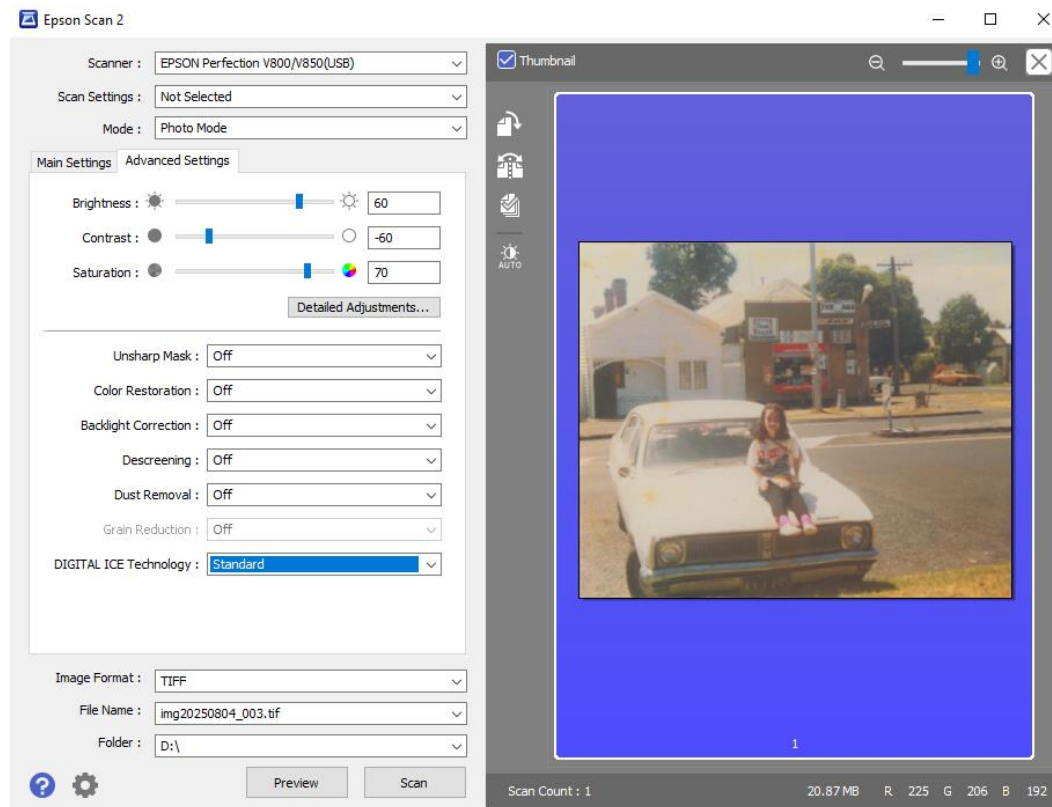 Epson Scan 2
Scanner : EPSON Perfection V800/V850(USB)
Scan Settings : Not Selected
Mode : Photo Mode
Main Settings Advanced Settings
Brightness : 60
Contrast : -60
Saturation : 70
Detailed Adjustments...
Unsharp Mask : Off
Color Restoration : Off
Backlight Correction : Off
Descreening : Off
Dust Removal : Off
Grain Reduction : Off
DIGITAL ICE Technology : Standard
Image Format : TIFF
File Name : img20250804_003.tif
Folder : D:\
Preview Scan
Thumbnail
AUTO
1
Scan Count : 1 20.87 MB R 225 G 206 B 192